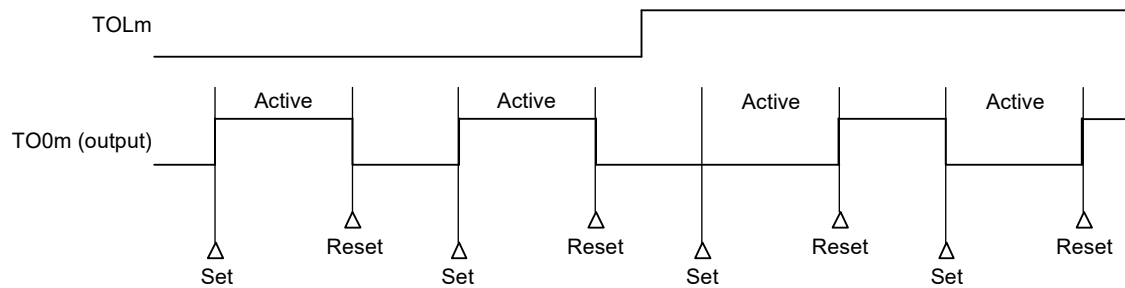 TOLm
Active
Active
Active
Active
TO0m (output)
Reset
Reset
Reset
Reset
Set
Set
Set
Set